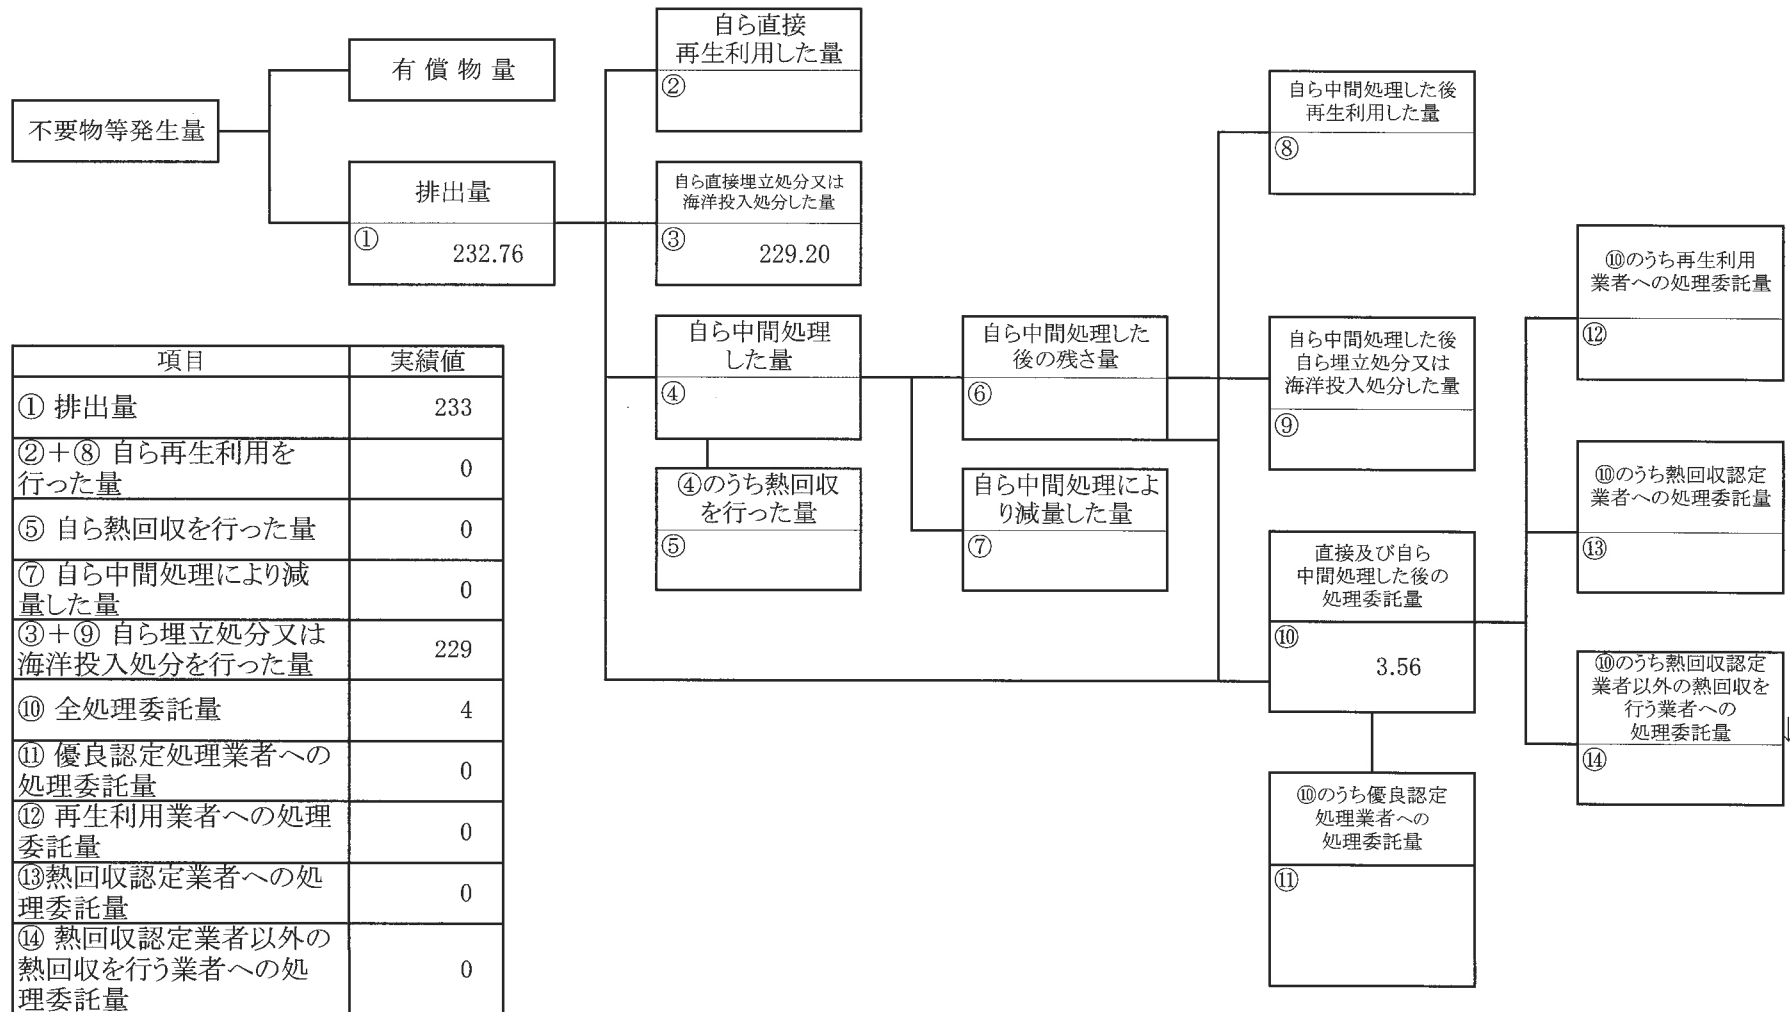 不要物等発生量
有償物量
排出量
①
232.76
自ら直接
再生利用した量
②
自ら直接埋立処分又は
海洋投入処分した量
③
229.20
自ら中間処理
した量
④
④のうち熱回収
を行った量
⑤
自ら中間処理した
後の残さ量
⑥
自ら中間処理によ
り減量した量
⑦
自ら中間処理した後
再生利用した量
⑧
自ら中間処理した後
自ら埋立処分又は
海洋投入処分した量
⑨
直接及び自ら
中間処理した後の
処理委託量
⑩
3.56
⑩のうち優良認定
処理業者への
処理委託量
⑪
⑩のうち再生利用
業者への処理委託量
⑫
⑩のうち熱回収認定
業者への処理委託量
⑬
⑩のうち熱回収認定
業者以外の熱回収を
行う業者への
処理委託量
⑭
項目 実績値
① 排出量 233
②＋⑧ 自ら再生利用を
行った量 0
⑤ 自ら熱回収を行った量 0
⑦ 自ら中間処理により減
量した量 0
③＋⑨ 自ら埋立処分又は
海洋投入処分を行った量 229
⑩ 全処理委託量 4
⑪ 優良認定処理業者への
処理委託量 0
⑫ 再生利用業者への処理
委託量 0
⑬熱回収認定業者への処
理委託量 0
⑭ 熱回収認定業者以外の
熱回収を行う業者への処
理委託量 0